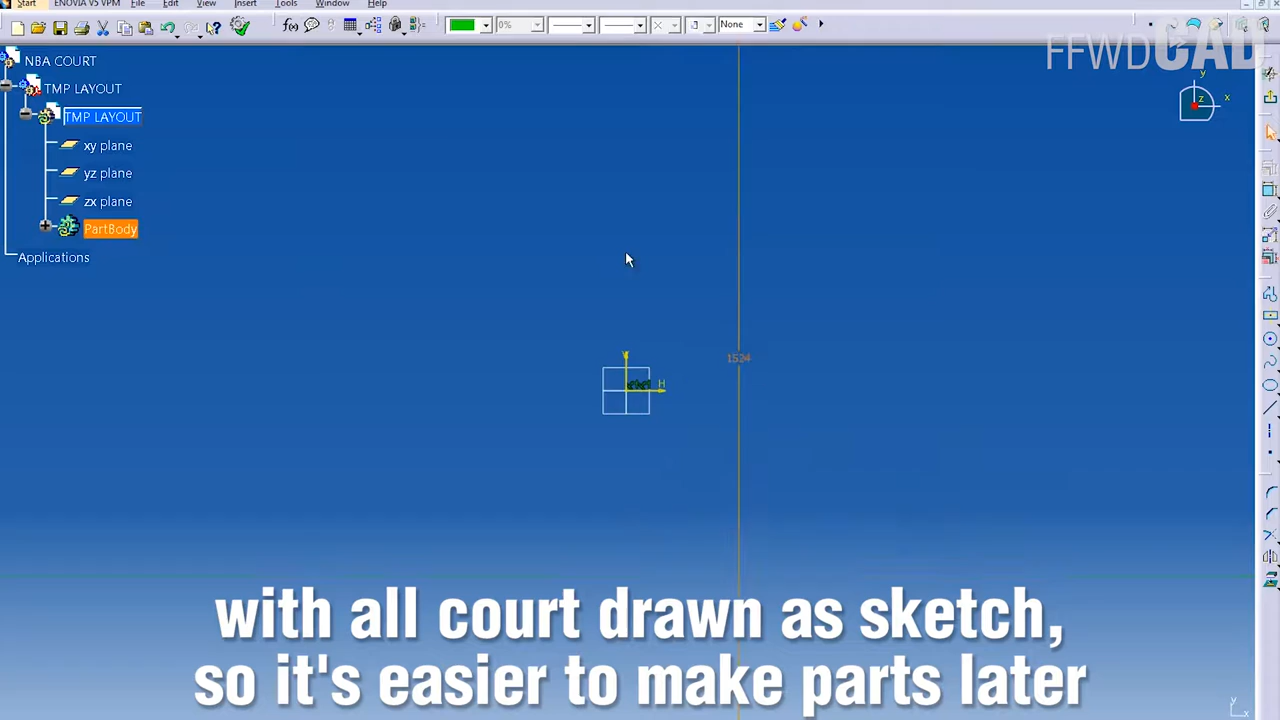 Start ENOVIA V5 VPM File Edit View Insert Tools Window Help
0% None
FFWDCAD
NBA COURT
TMP LAYOUT
TMP LAYOUT
xy plane
yz plane
zx plane
PartBody
Applications
y
z x
1524
V
H
with all court drawn as sketch,
so it's easier to make parts later
y
x